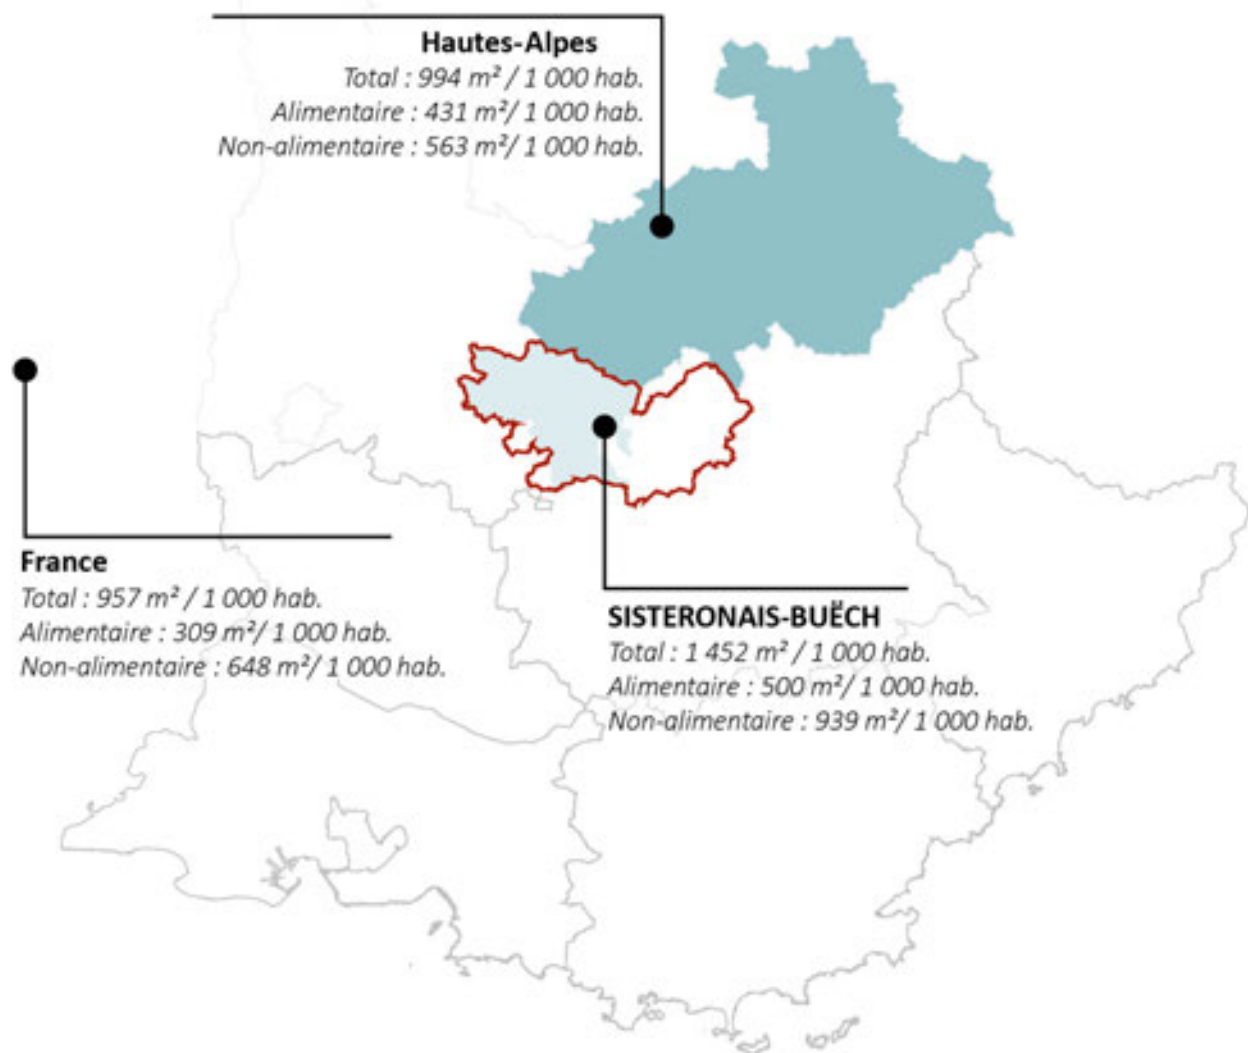 Hautes-Alpes
Total : 994 m² / 1 000 hab.
Alimentaire : 431 m²/ 1 000 hab.
Non-alimentaire : 563 m²/ 1 000 hab.
France
Total : 957 m² / 1 000 hab.
Alimentaire : 309 m²/ 1 000 hab.
Non-alimentaire : 648 m²/ 1 000 hab.
SISTERONAIS-BUËCH
Total : 1 452 m² / 1 000 hab.
Alimentaire : 500 m²/ 1 000 hab.
Non-alimentaire : 939 m²/ 1 000 hab.